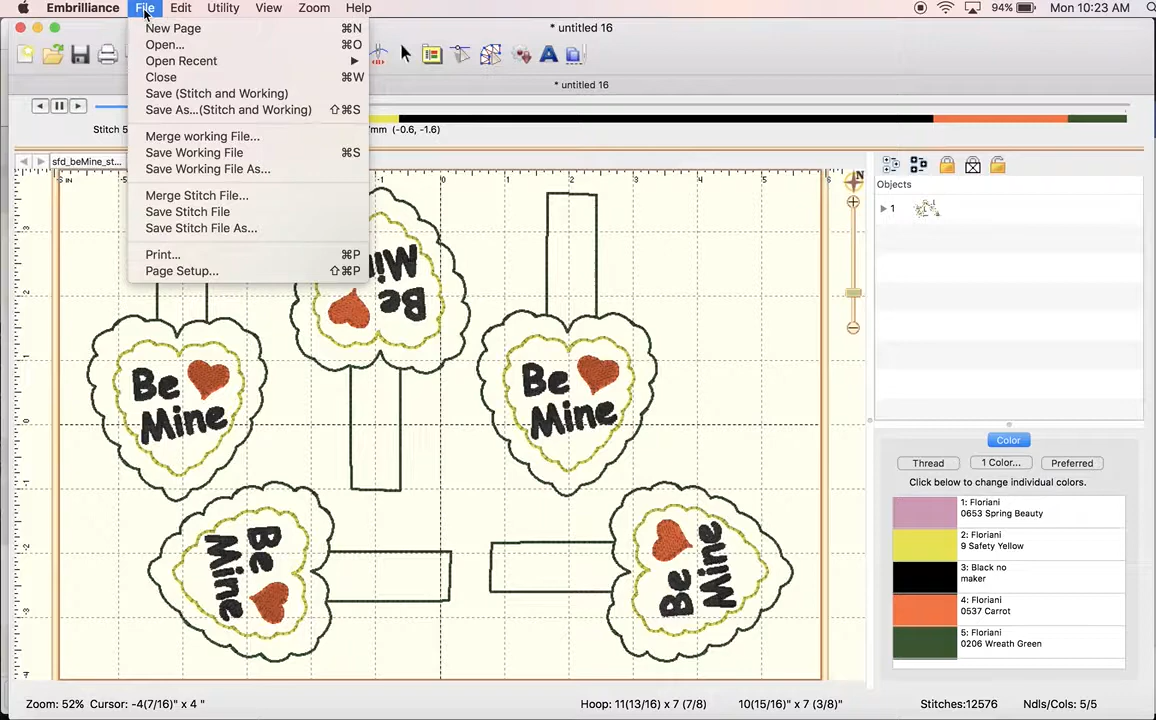 Embrilliance File Edit Utility View Zoom Help 94% Mon 10:23 AM
* untitled 16
* untitled 16
New Page ⌘N
Open... ⌘O
Open Recent ▶
Close ⌘W
Save (Stitch and Working)
Save As...(Stitch and Working) ⇧⌘S
Merge working File...
Save Working File ⌘S
Save Working File As...
Merge Stitch File...
Save Stitch File
Save Stitch File As...
Print... ⌘P
Page Setup... ⇧⌘P
Stitch 5
/mm (-0.6, -1.6)
sfd_beMine_st...
Be
Mine
Be
Mine
Be
Mine
Be
Mine
Be
Mine
N
Objects
1
Color
Thread 1 Color... Preferred
Click below to change individual colors.
1: Floriani
0653 Spring Beauty
2: Floriani
9 Safety Yellow
3: Black no
maker
4: Floriani
0537 Carrot
5: Floriani
0206 Wreath Green
Zoom: 52% Cursor: -4(7/16)" x 4 " Hoop: 11(13/16) x 7 (7/8) 10(15/16)" x 7 (3/8)" Stitches:12576 Ndls/Cols: 5/5